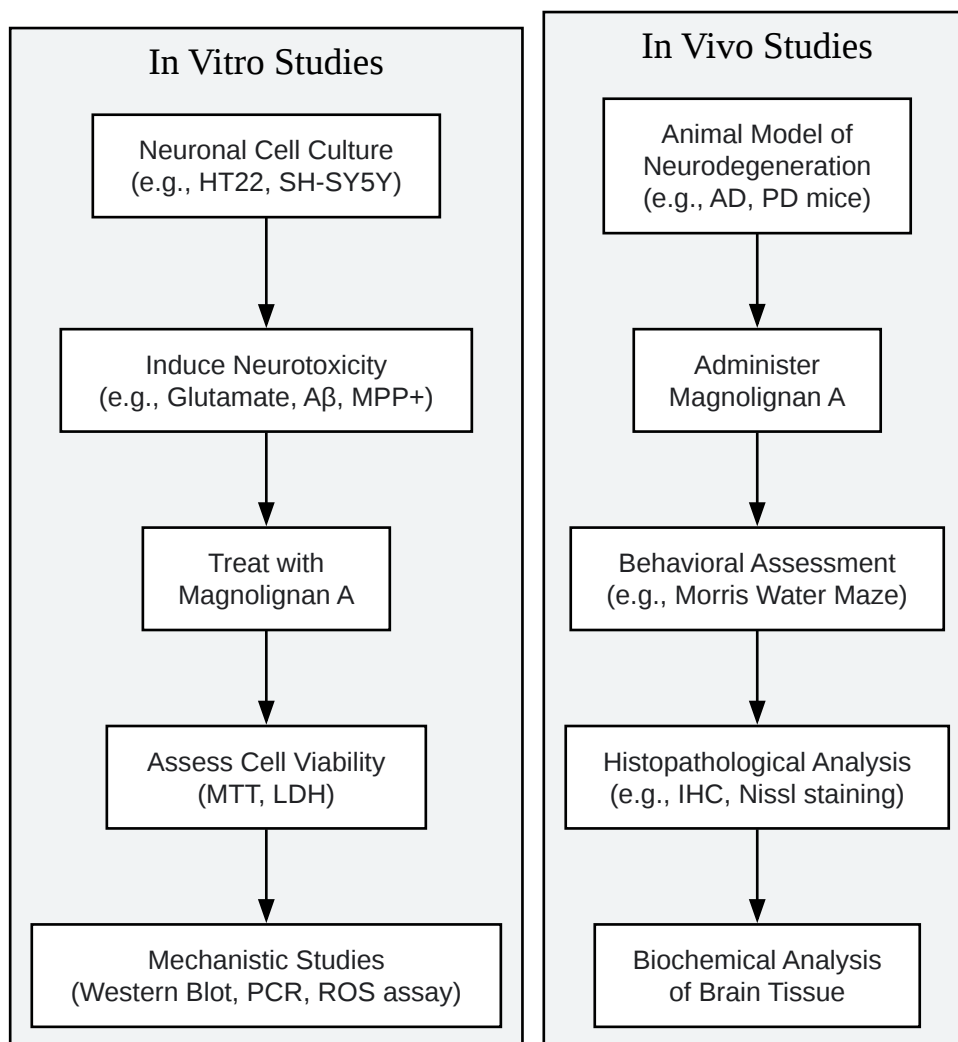 In Vitro Studies
Neuronal Cell Culture
(e.g., HT22, SH-SY5Y)
Induce Neurotoxicity
(e.g., Glutamate, Aβ, MPP+)
Treat with
Magnolignan A
Assess Cell Viability
(MTT, LDH)
Mechanistic Studies
(Western Blot, PCR, ROS assay)
In Vivo Studies
Animal Model of
Neurodegeneration
(e.g., AD, PD mice)
Administer
Magnolignan A
Behavioral Assessment
(e.g., Morris Water Maze)
Histopathological Analysis
(e.g., IHC, Nissl staining)
Biochemical Analysis
of Brain Tissue